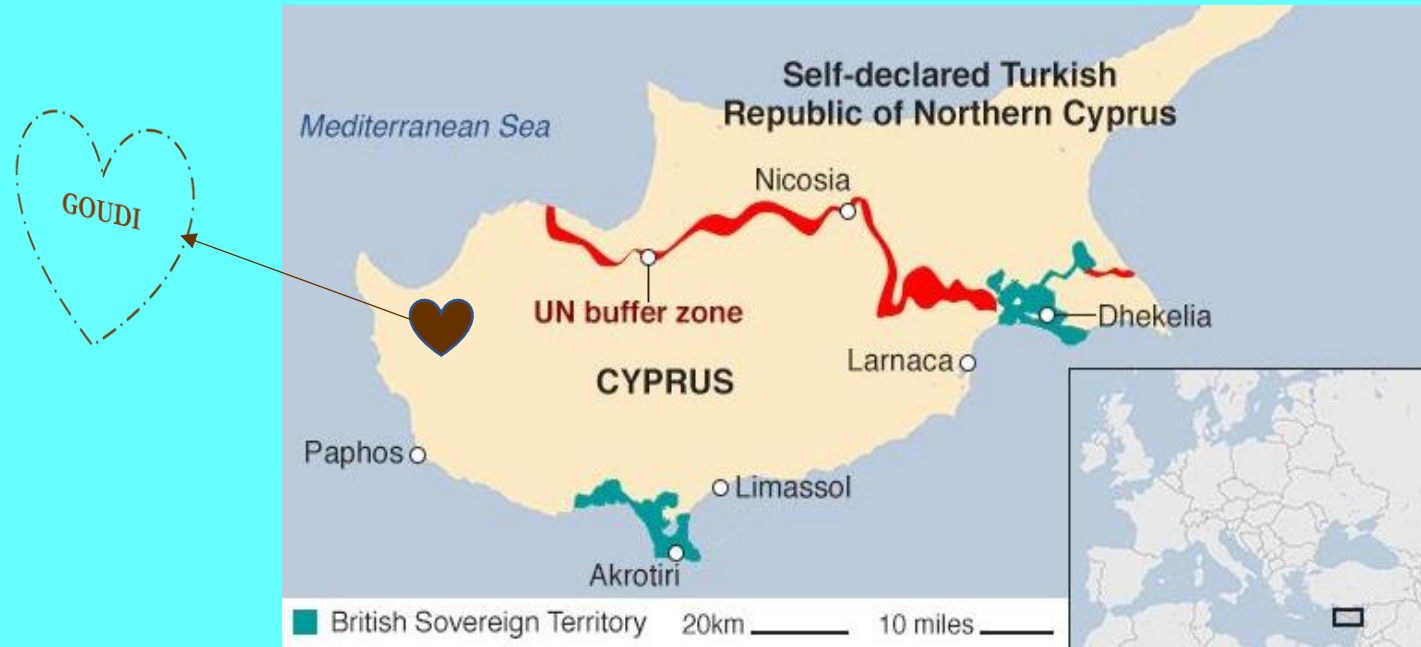 GOUDI
Mediterranean Sea
Self-declared Turkish
Republic of Northern Cyprus
Nicosia
UN buffer zone
Dhekelia
Larnaca
CYPRUS
Paphos
Limassol
Akrotiri
British Sovereign Territory 20km 10 miles